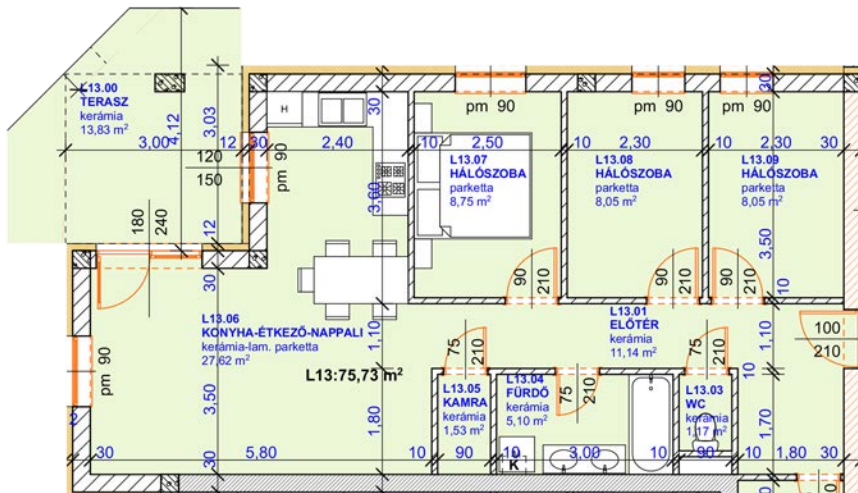 L13.00
TERASZ
kerámia
13,83 m²
3,00
4,12
3,03
12
30
120
150
pm 90
H
30
2,40
3,60
10
2,50
pm 90
L13.07
HÁLÓSZOBA
parketta
8,75 m²
10
2,30
pm 90
L13.08
HÁLÓSZOBA
parketta
8,05 m²
10
2,30
30
pm 90
30
L13.09
HÁLÓSZOBA
parketta
8,05 m²
3,50
10
180
240
12
30
90
210
90
210
90
210
L13.06
KONYHA-ÉTKEZŐ-NAPPALI
kerámia-lam. parketta
27,62 m²
1,10
L13.01
ELŐTÉR
kerámia
11,14 m²
1,10
100
210
pm 90
L13:75,73 m²
75
210
75
210
75
210
10
3,50
1,80
L13.05
KAMRA
kerámia
1,53 m²
L13.04
FÜRDŐ
kerámia
5,10 m²
L13.03
WC
kerámia
1,17 m²
1,70
2
30
5,80
10
90
10
3,00
10
90
10
1,80
30
30
K